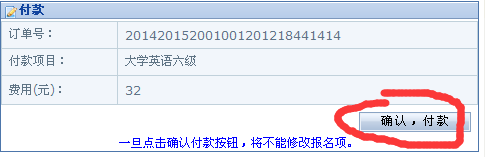 付款
订单号： 201420152001001201218441414
付款项目： 大学英语六级
费用(元)： 32
确认，付款
一旦点击确认付款按钮，将不能修改报名项。